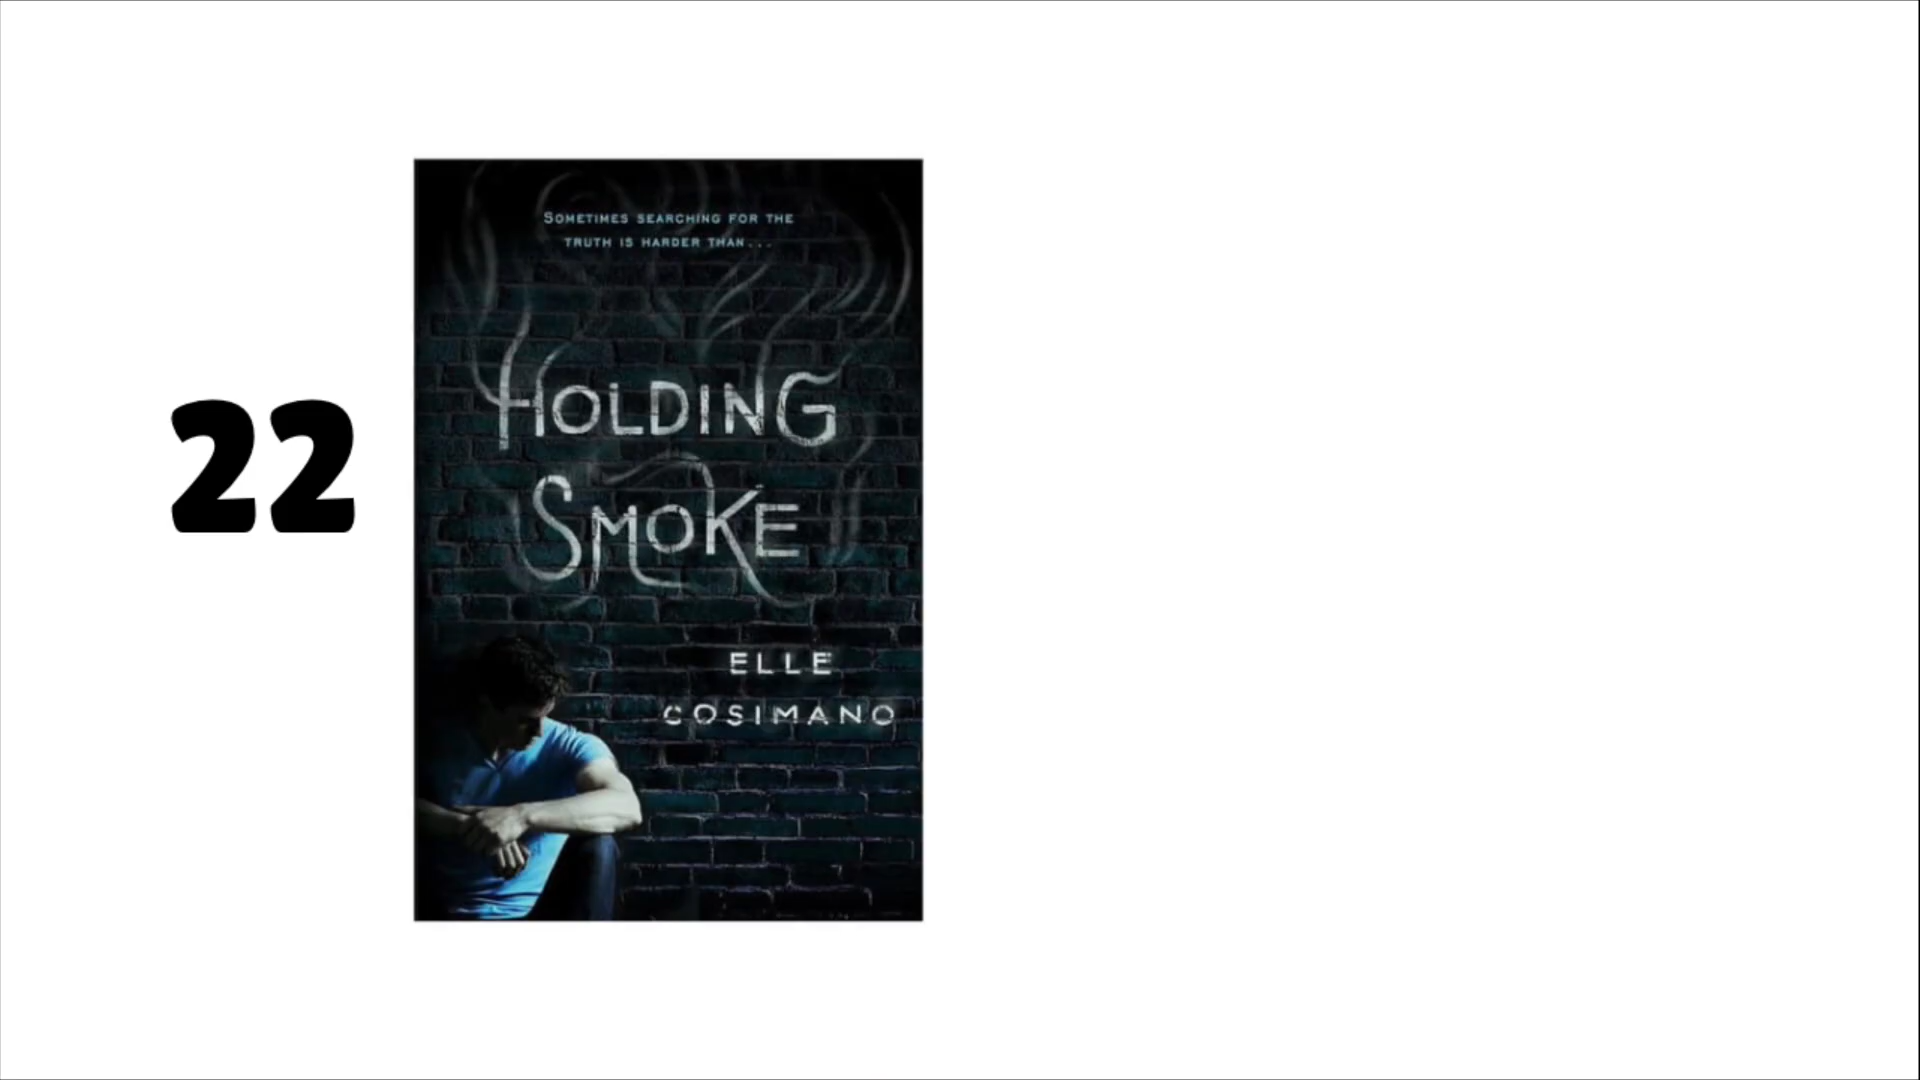 22
SOMETIMES SEARCHING FOR THE
TRUTH IS HARDER THAN...
HOLDING
SMOKE
ELLE
COSIMANO